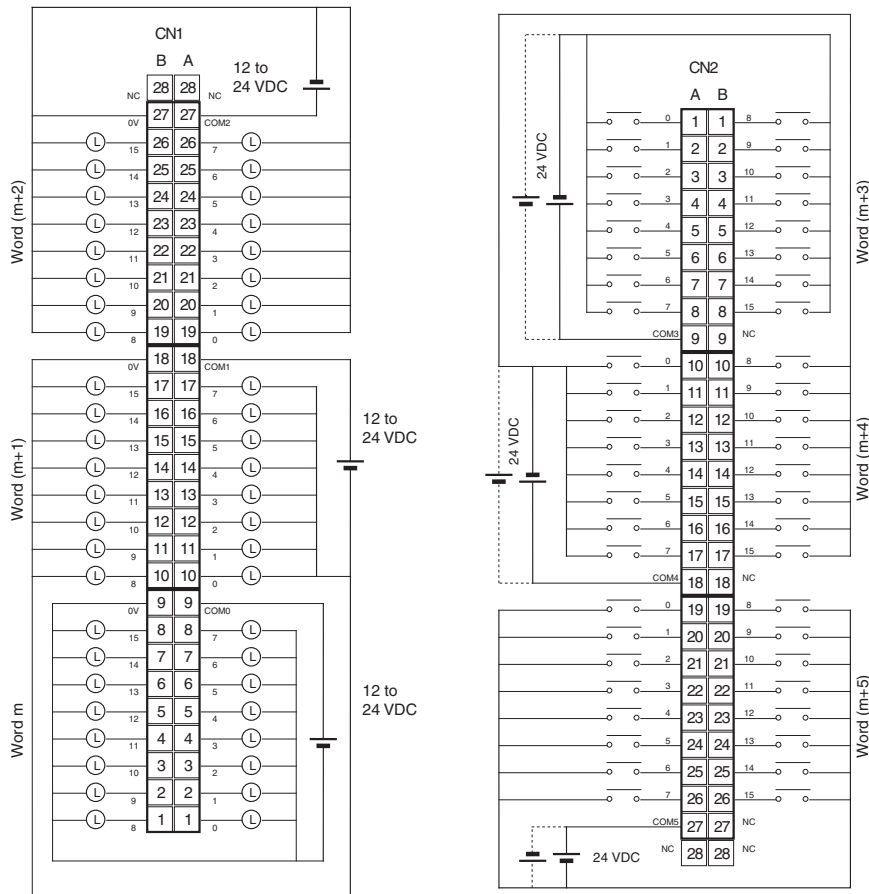 CN1
B A
12 to
24 VDC
NC 28 28 NC
0V 27 27 COM2
L 15 26 26 7 L
L 14 25 25 6 L
L 13 24 24 5 L
L 12 23 23 4 L
L 11 22 22 3 L
L 10 21 21 2 L
L 9 20 20 1 L
L 8 19 19 0 L
Word (m+2)
0V 18 18 COM1
L 15 17 17 7 L
L 14 16 16 6 L
L 13 15 15 5 L
L 12 14 14 4 L
L 11 13 13 3 L
L 10 12 12 2 L
L 9 11 11 1 L
L 8 10 10 0 L
Word (m+1)
12 to
24 VDC
0V 9 9 COM0
L 15 8 8 7 L
L 14 7 7 6 L
L 13 6 6 5 L
L 12 5 5 4 L
L 11 4 4 3 L
L 10 3 3 2 L
L 9 2 2 1 L
L 8 1 1 0 L
Word m
12 to
24 VDC
CN2
A B
0 1 1 8
1 2 2 9
2 3 3 10
3 4 4 11
4 5 5 12
5 6 6 13
6 7 7 14
7 8 8 15
COM3 9 9 NC
24 VDC
Word (m+3)
0 10 10 8
1 11 11 9
2 12 12 10
3 13 13 11
4 14 14 12
5 15 15 13
6 16 16 14
7 17 17 15
COM4 18 18 NC
24 VDC
Word (m+4)
0 19 19 8
1 20 20 9
2 21 21 10
3 22 22 11
4 23 23 12
5 24 24 13
6 25 25 14
7 26 26 15
COM5 27 27 NC
NC 28 28 NC
24 VDC
Word (m+5)